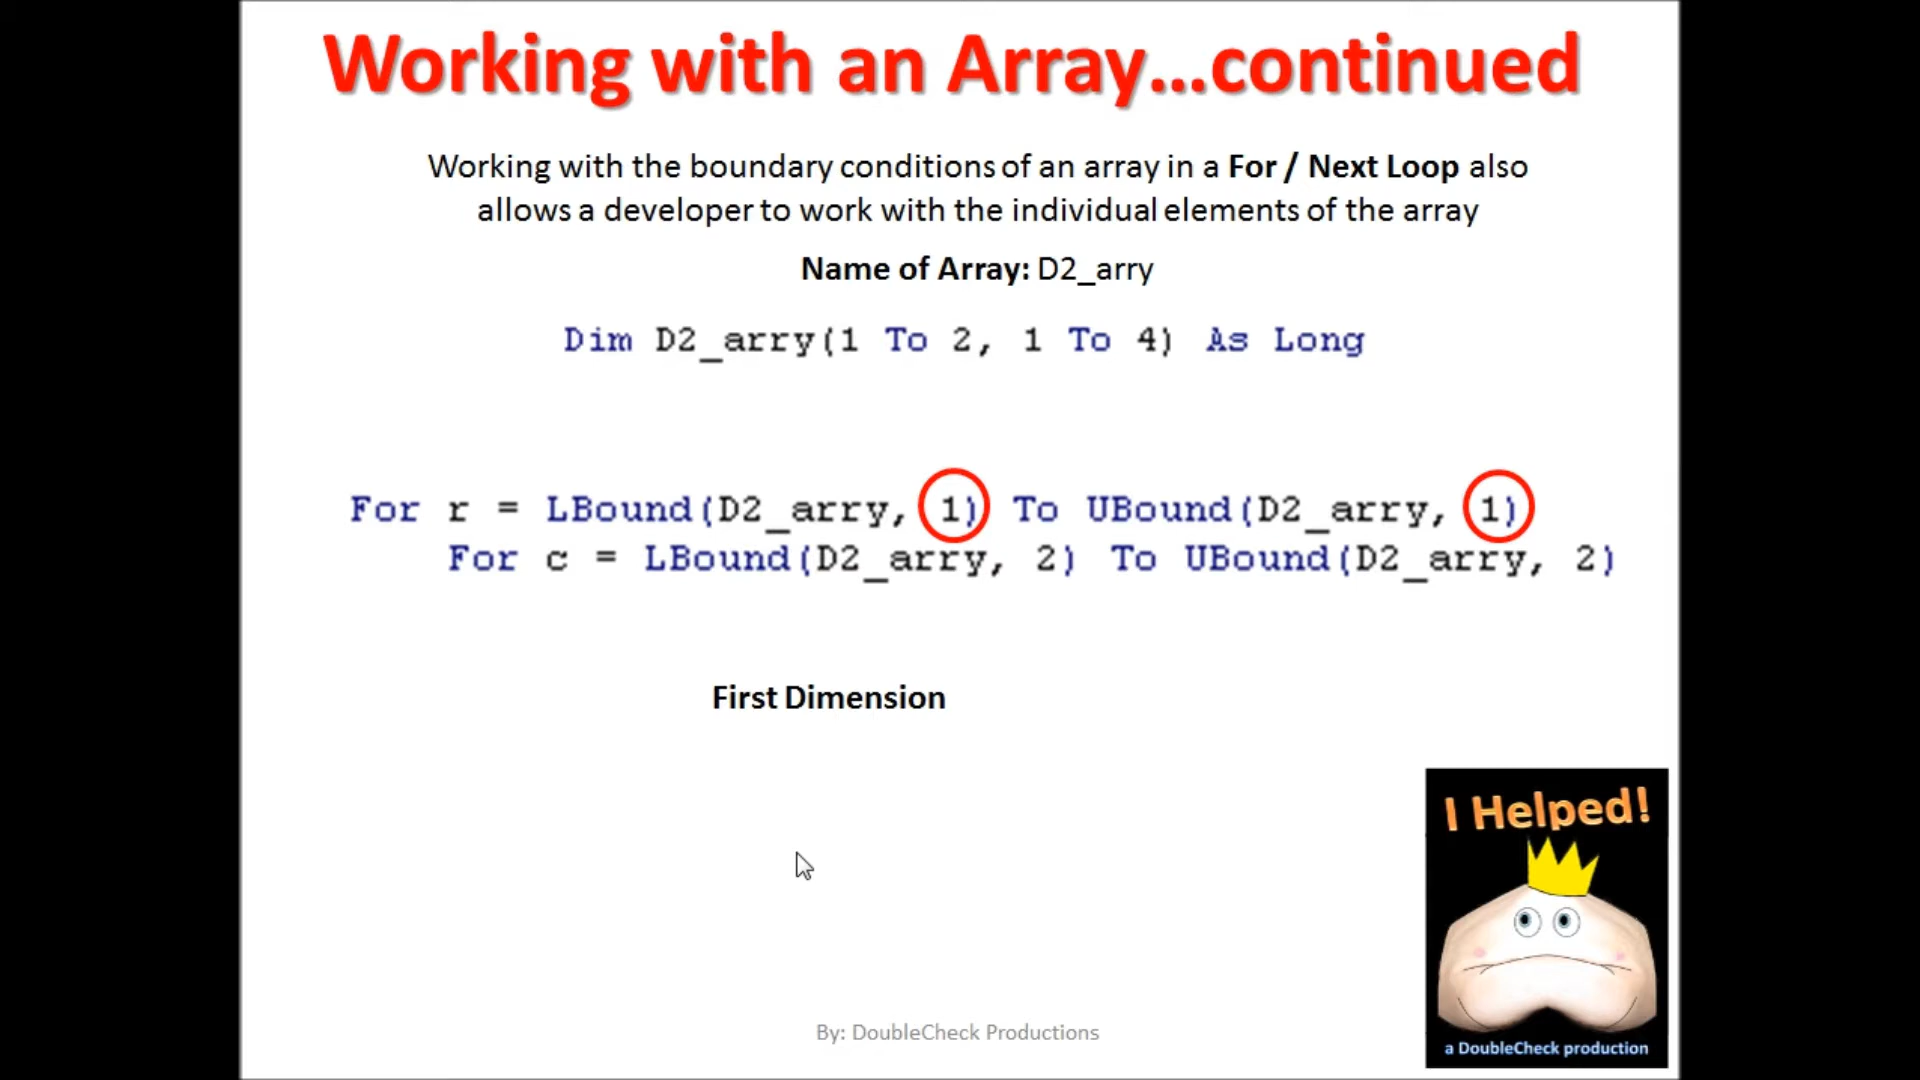 Working with an Array...continued
Working with the boundary conditions of an array in a For / Next Loop also
allows a developer to work with the individual elements of the array
Name of Array: D2_arry
Dim D2_arry(1 To 2, 1 To 4) As Long
For r = LBound(D2_arry, 1) To UBound(D2_arry, 1)
For c = LBound(D2_arry, 2) To UBound(D2_arry, 2)
First Dimension
I Helped!
a DoubleCheck production
By: DoubleCheck Productions